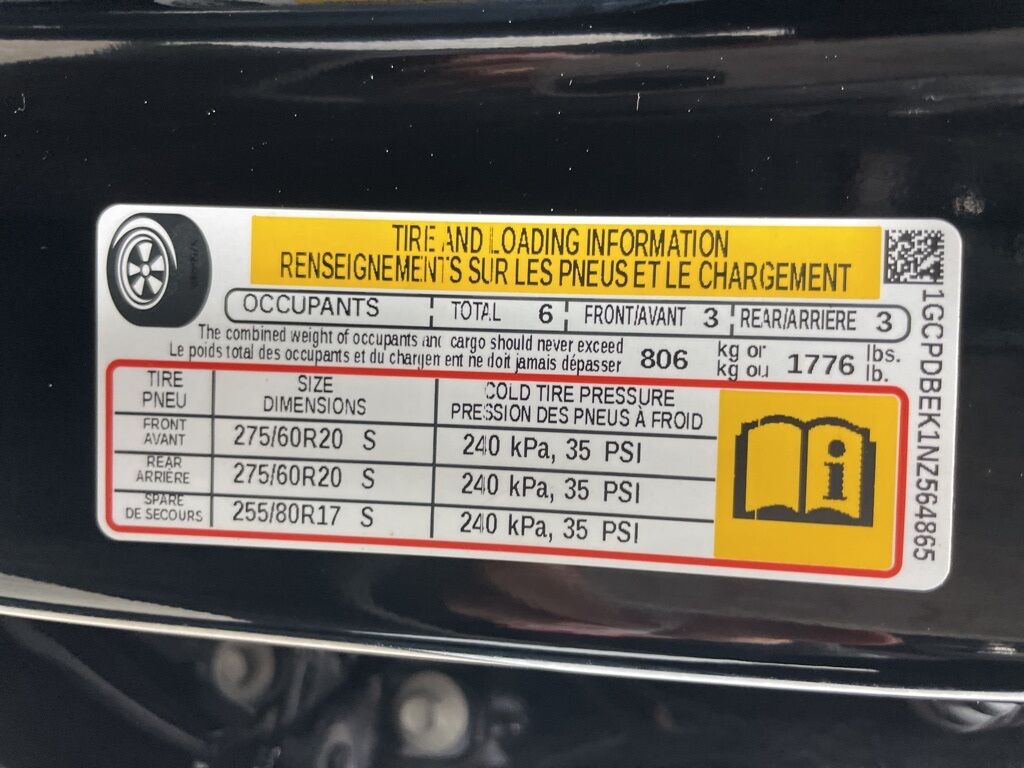 TIRE AND LOADING INFORMATION
RENSEIGNEMENTS SUR LES PNEUS ET LE CHARGEMENT
OCCUPANTS TOTAL 6 FRONT/AVANT 3 REAR/ARRIÈRE 3
The combined weight of occupants and cargo should never exceed 806 kg or 1776 lbs.
Le poids total des occupants et du chargement ne doit jamais dépasser kg ou lb.
TIRE SIZE COLD TIRE PRESSURE
PNEU DIMENSIONS PRESSION DES PNEUS À FROID
FRONT
AVANT 275/60R20 S 240 kPa, 35 PSI
REAR
ARRIÈRE 275/60R20 S 240 kPa, 35 PSI
SPARE
DE SECOURS 255/80R17 S 240 kPa, 35 PSI
1GCPDBEK1NZ564865